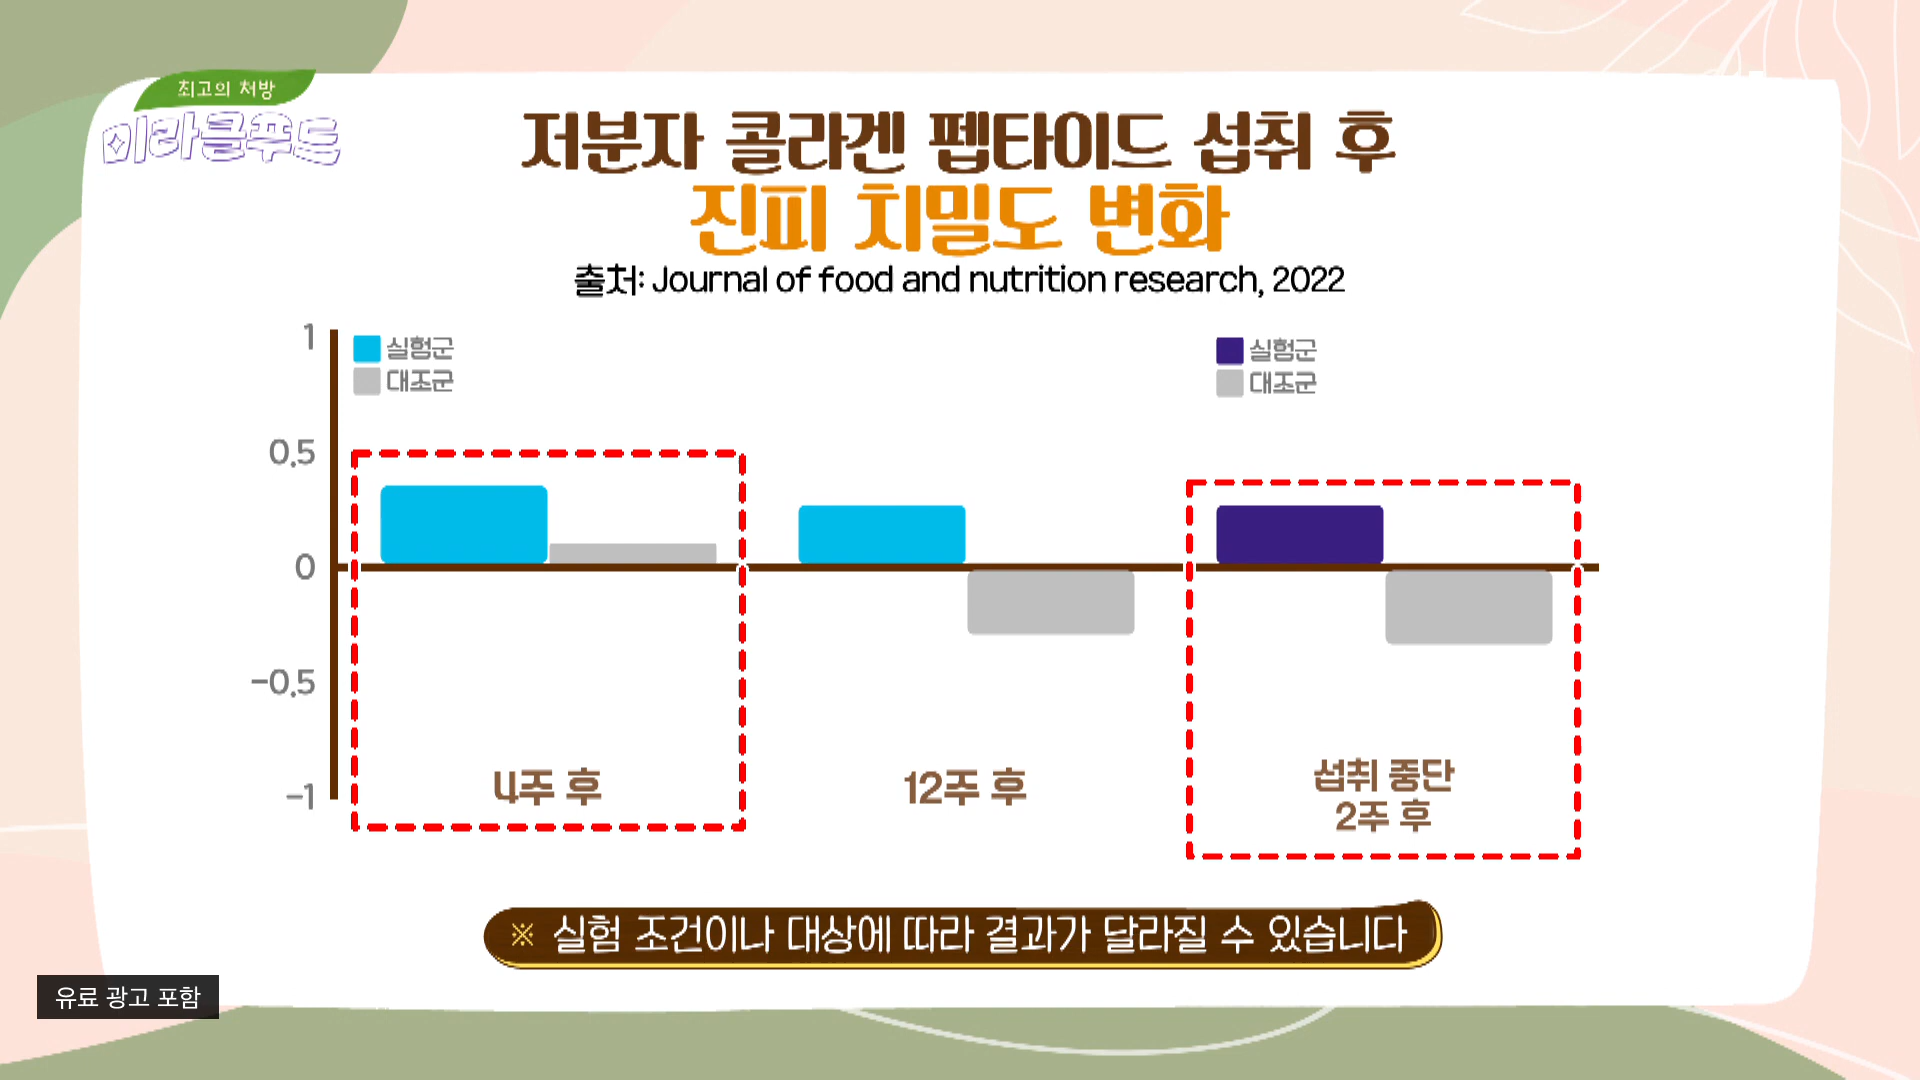 최고의 처방
미라클푸드
저분자 콜라겐 펩타이드 섭취 후
진피 치밀도 변화
출처: Journal of food and nutrition research, 2022
1
0.5
0
-0.5
-1
실험군
대조군
실험군
대조군
4주 후
12주 후
섭취 중단
2주 후
※ 실험 조건이나 대상에 따라 결과가 달라질 수 있습니다
유료 광고 포함